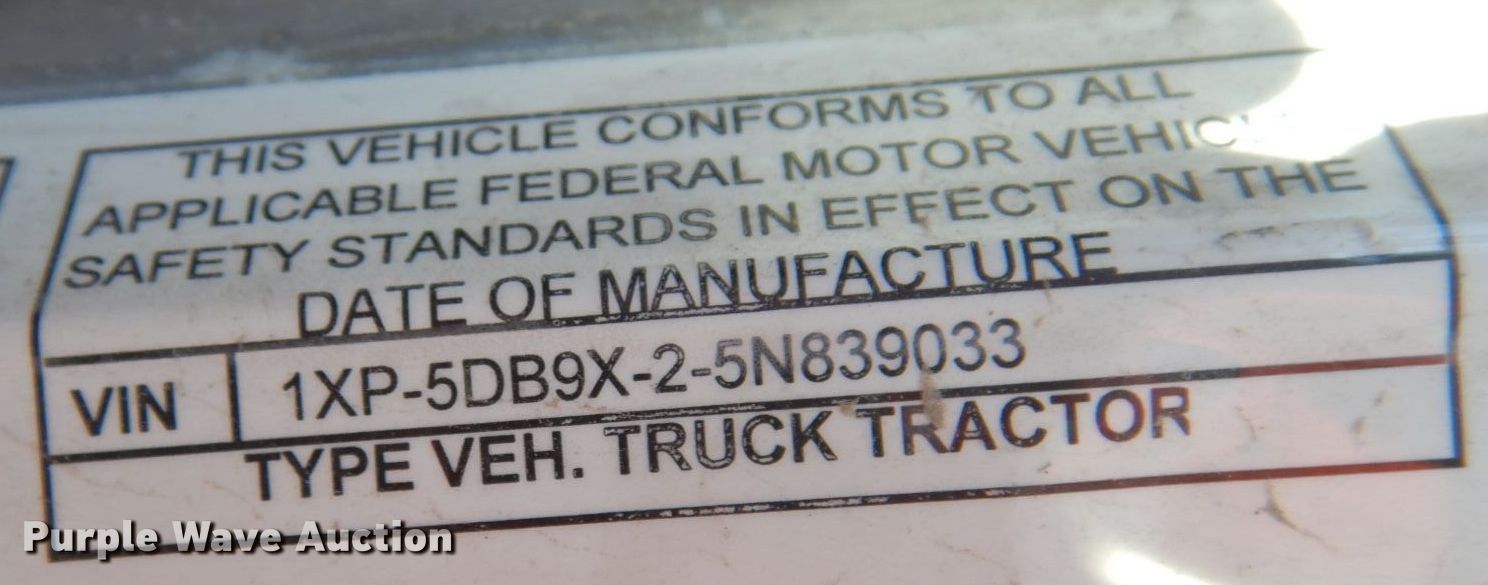 THIS VEHICLE CONFORMS TO ALL
APPLICABLE FEDERAL MOTOR
SAFETY STANDARDS IN EFFECT ON THE
DATE OF MANUFACTURE
VIN 1XP-5DB9X-2-5N839033
TYPE VEH. TRUCK TRACTOR
Purple Wave Auction